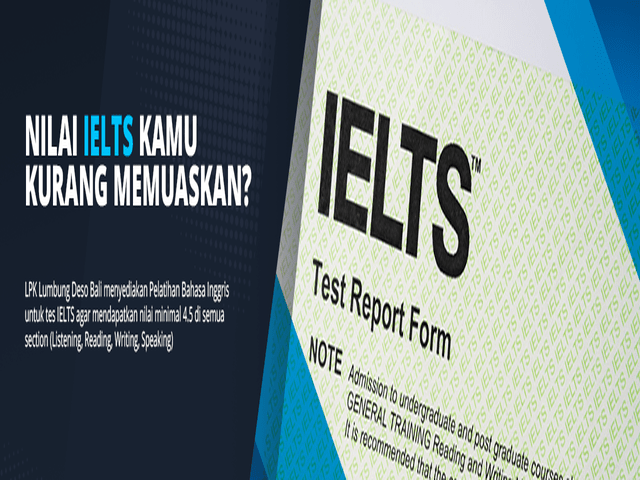 NILAI IELTS KAMU
KURANG MEMUASKAN?
LPK Lumbung Deso Bali menyediakan Pelatihan Bahasa Inggris
untuk tes IELTS agar mendapatkan nilai minimal 4.5 di semua
section (Listening, Reading, Writing, Speaking)
IELTS™
Test Report Form
NOTE
Admission to undergraduate and post graduate courses
GENERAL TRAINING Reading and Writing
It is recommended that the